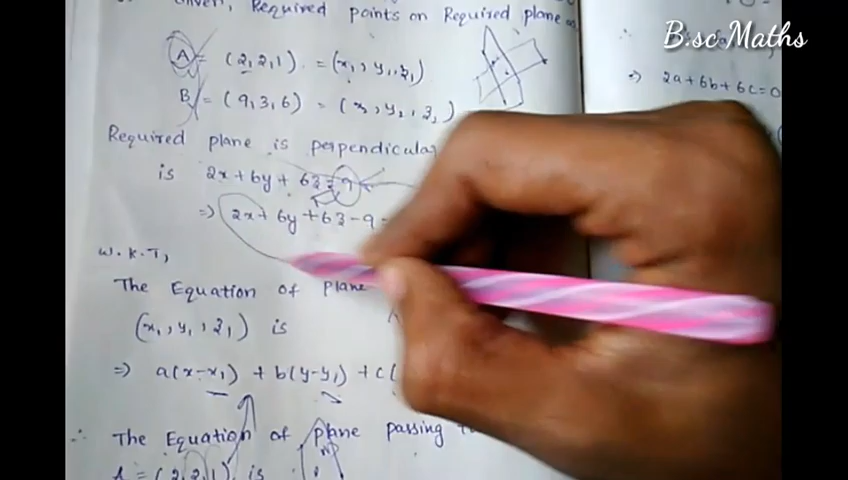 Given, Required points on Required plane
A = (2, 2, 1) = (x₁, y₁, z₁)
B = (9, 3, 6) = (x, y₂, z₂)
Required plane is perpendicular
is 2x + 6y + 6z = 9
⇒ 2x + 6y + 6z - 9 =
W.K.T,
The Equation of plane
(x₁, y₁, z₁) is
⇒ a(x-x₁) + b(y-y₁) + c(
∴ The Equation of plane passing
A = (2, 2, 1) is
B.sc Maths
∴
⇒ 2a + 6b + 6c = 0